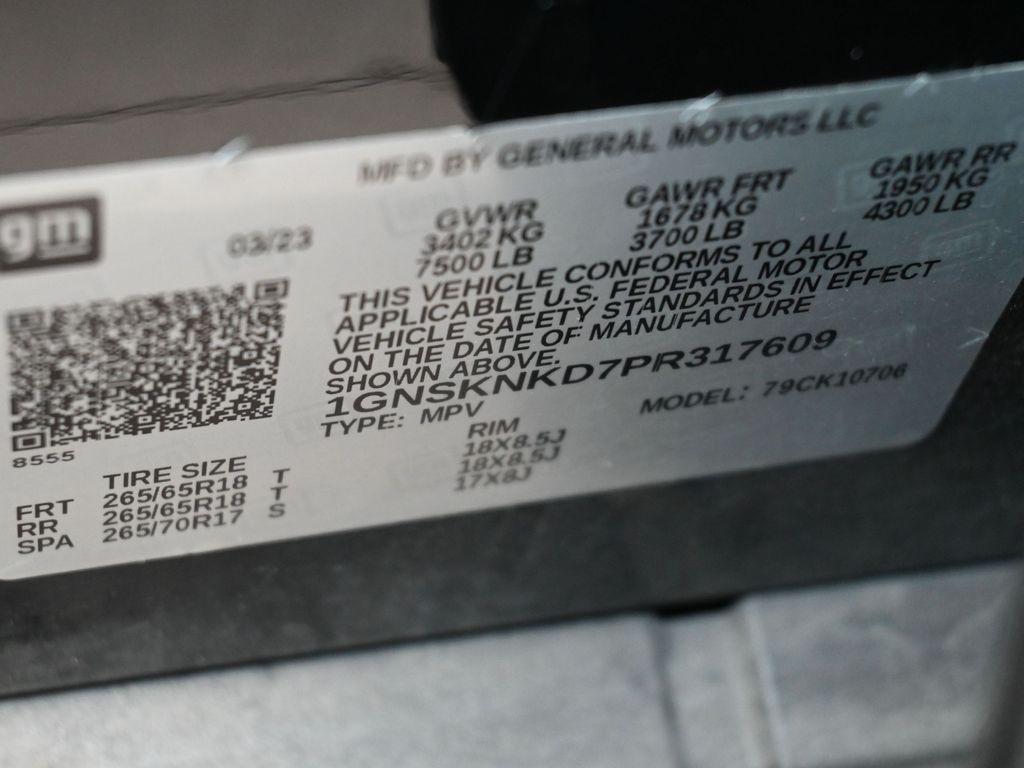 MFD BY GENERAL MOTORS LLC
gm
03/23
GVWR
3402 KG
7500 LB
GAWR FRT
1678 KG
3700 LB
GAWR RR
1950 KG
4300 LB
THIS VEHICLE CONFORMS TO ALL
APPLICABLE U.S. FEDERAL MOTOR
VEHICLE SAFETY STANDARDS IN EFFECT
ON THE DATE OF MANUFACTURE
SHOWN ABOVE.
1GNSKNKD7PR317609
TYPE: MPV
MODEL: 79CK10706
8555
TIRE SIZE RIM
FRT 265/65R18 T 18X8.5J
RR 265/65R18 T 18X8.5J
SPA 265/70R17 S 17X8J